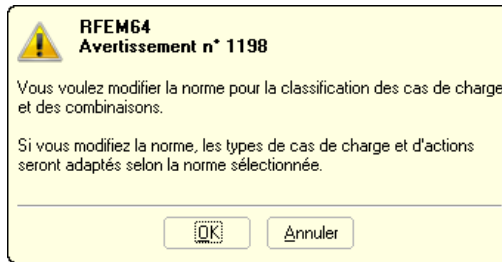 RFEM64
Avertissement n° 1198
Vous voulez modifier la norme pour la classification des cas de charge
et des combinaisons.
Si vous modifiez la norme, les types de cas de charge et d'actions
seront adaptés selon la norme sélectionnée.
OK
Annuler